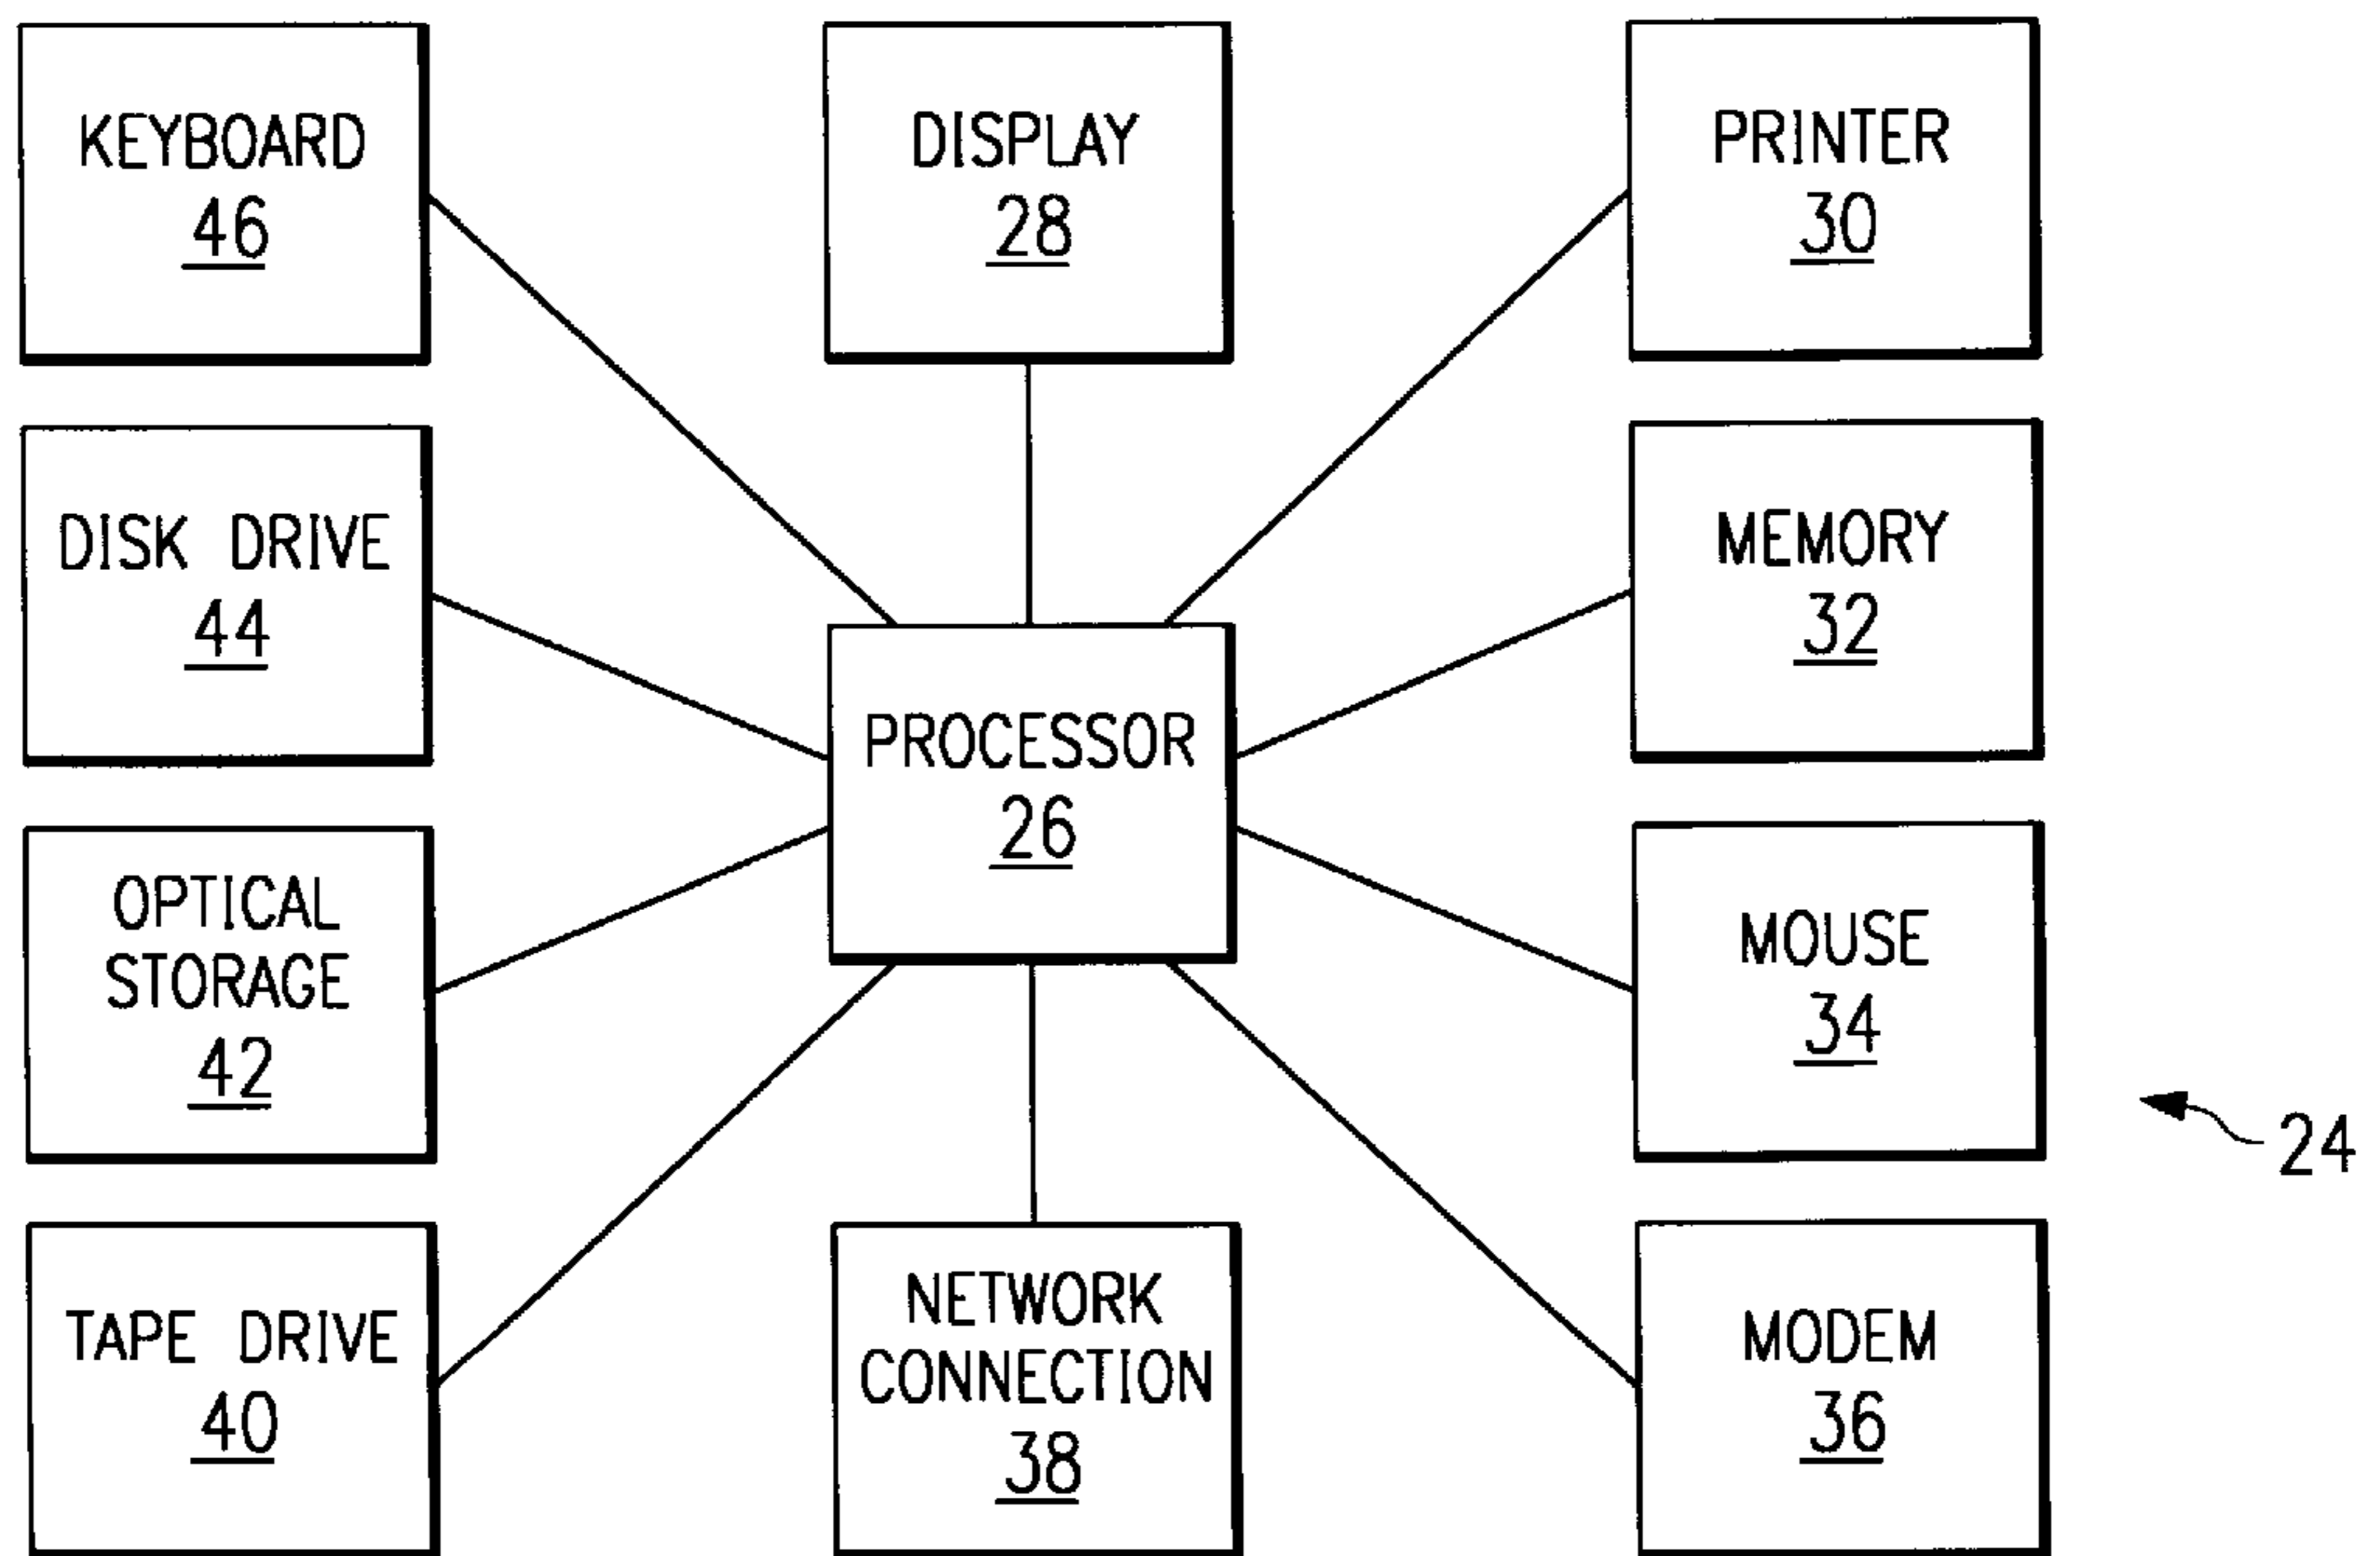 KEYBOARD
46
DISPLAY
28
PRINTER
30
DISK DRIVE
44
MEMORY
32
PROCESSOR
26
OPTICAL
STORAGE
42
MOUSE
34
24
TAPE DRIVE
40
NETWORK
CONNECTION
38
MODEM
36